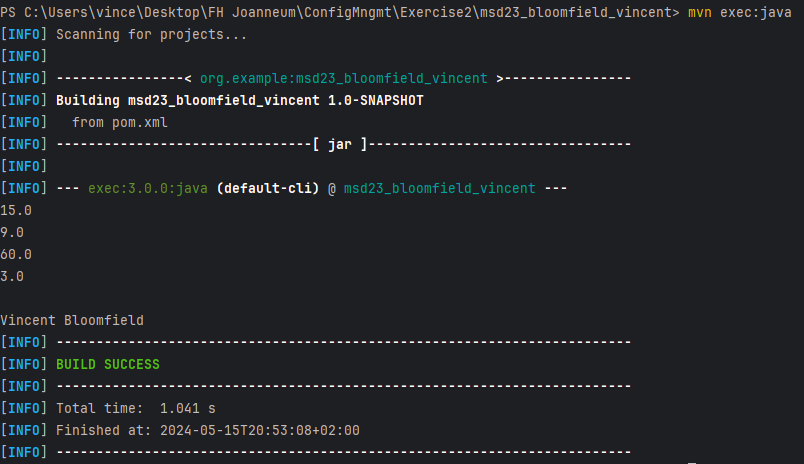 PS C:\Users\vince\Desktop\FH Joanneum\ConfigMngmt\Exercise2\msd23_bloomfield_vincent> mvn exec:java
[INFO] Scanning for projects...
[INFO]
[INFO] ----------------< org.example:msd23_bloomfield_vincent >----------------
[INFO] Building msd23_bloomfield_vincent 1.0-SNAPSHOT
[INFO]   from pom.xml
[INFO] --------------------------------[ jar ]---------------------------------
[INFO]
[INFO] --- exec:3.0.0:java (default-cli) @ msd23_bloomfield_vincent ---
15.0
9.0
60.0
3.0

Vincent Bloomfield
[INFO] ------------------------------------------------------------------------
[INFO] BUILD SUCCESS
[INFO] ------------------------------------------------------------------------
[INFO] Total time:  1.041 s
[INFO] Finished at: 2024-05-15T20:53:08+02:00
[INFO] ------------------------------------------------------------------------